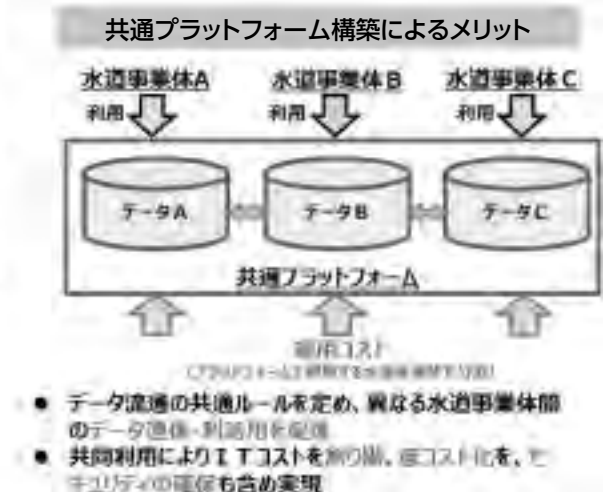 共通プラットフォーム構築によるメリット
水道事業体A 水道事業体B 水道事業体C
利用 利用 利用
データA データB データC
共通プラットフォーム
運用コスト
● データ流通の共通ルールを定め、異なる水道事業体間
のデータ連携・利活用を促進
● 共同利用によりITコストを割り勘、低コスト化を、セ
キュリティの確保も含め実現